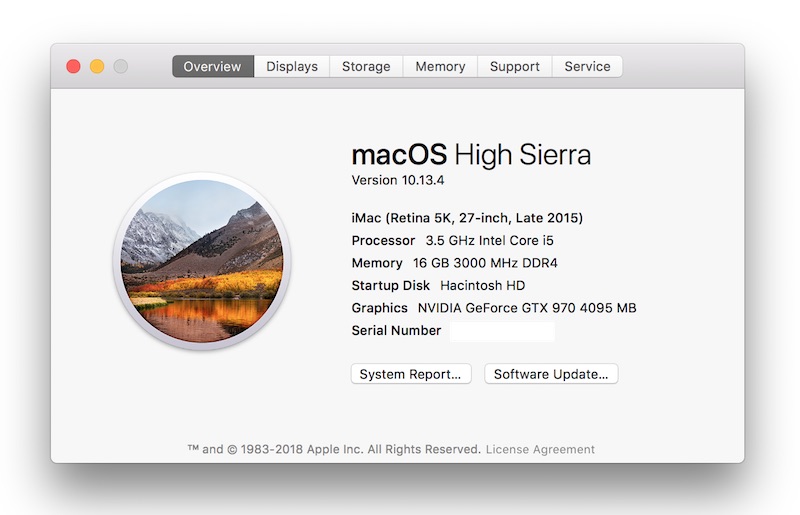 Overview Displays Storage Memory Support Service
macOS High Sierra
Version 10.13.4
iMac (Retina 5K, 27-inch, Late 2015)
Processor 3.5 GHz Intel Core i5
Memory 16 GB 3000 MHz DDR4
Startup Disk Hacintosh HD
Graphics NVIDIA GeForce GTX 970 4095 MB
Serial Number
System Report... Software Update...
™ and © 1983-2018 Apple Inc. All Rights Reserved. License Agreement